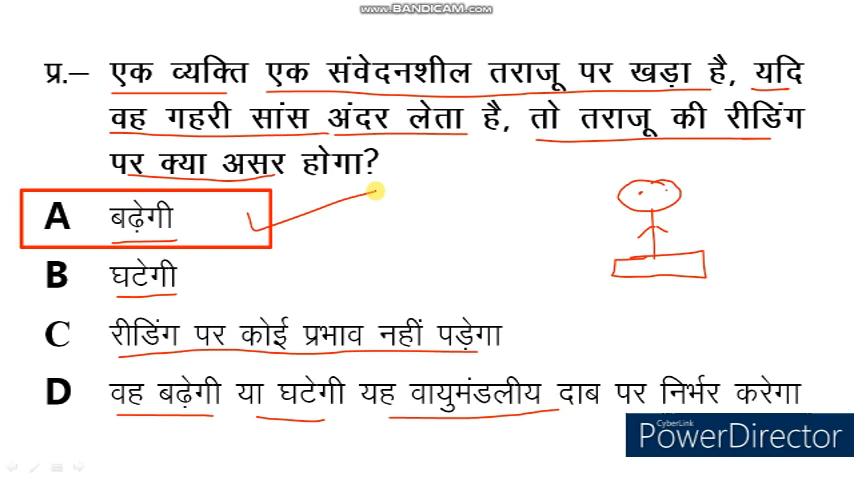 WWW.BANDICAM.COM
प्र.– एक व्यक्ति एक संवेदनशील तराजू पर खड़ा है, यदि
वह गहरी सांस अंदर लेता है, तो तराजू की रीडिंग
पर क्या असर होगा?
A बढ़ेगी
B घटेगी
C रीडिंग पर कोई प्रभाव नहीं पड़ेगा
D वह बढ़ेगी या घटेगी यह वायुमंडलीय दाब पर निर्भर करेगा
CyberLink
PowerDirector